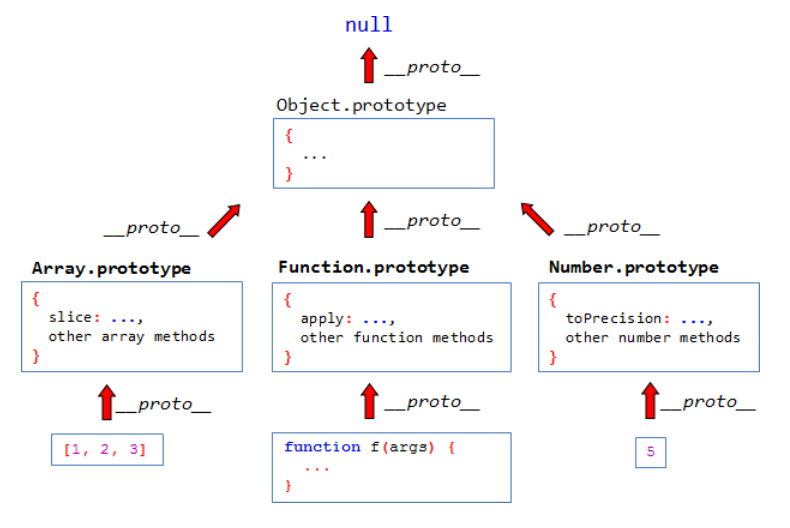 null
__proto__
Object.prototype
{
...
}
__proto__ __proto__ __proto__
Array.prototype Function.prototype Number.prototype
{ { {
slice: ..., apply: ..., toPrecision: ...,
other array methods other function methods other number methods
} } }
__proto__ __proto__ __proto__
[1, 2, 3] function f(args) { 5
...
}